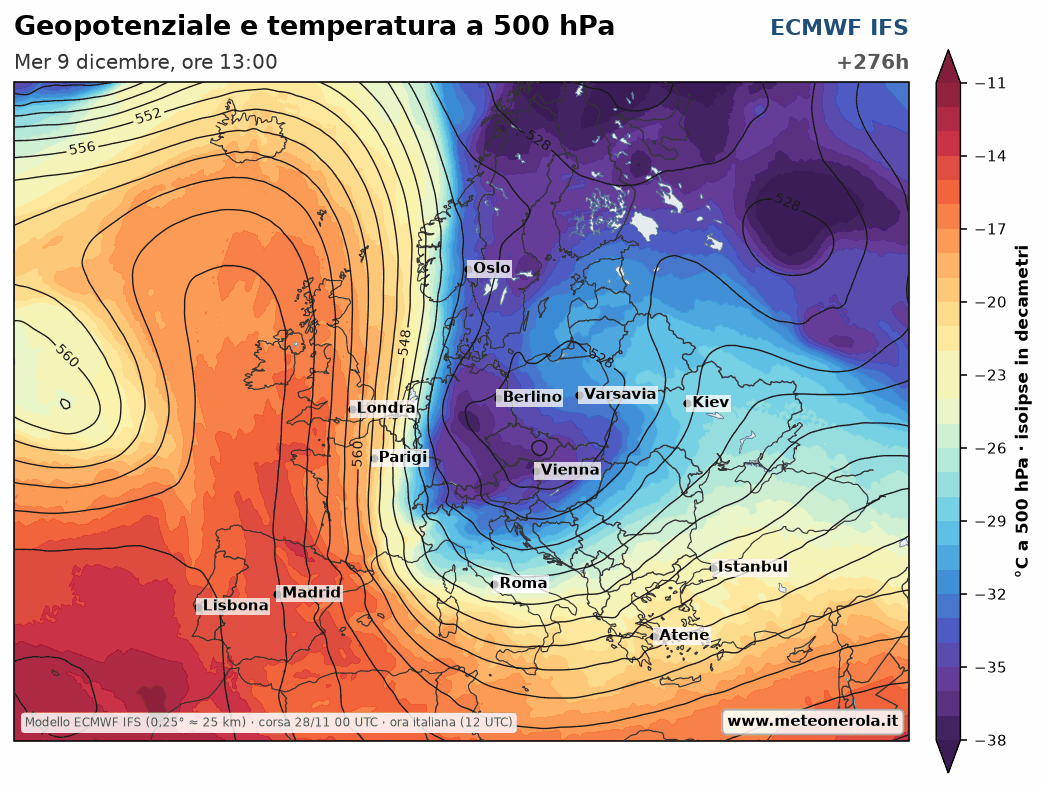 Geopotenziale e temperatura a 500 hPa
ECMWF IFS
Mer 9 dicembre, ore 13:00
+276h
552
556
528
528
560
548
528
560
Oslo
Londra
Berlino
Varsavia
Kiev
Parigi
Vienna
Roma
Istanbul
Madrid
Lisbona
Atene
−11
−14
−17
−20
−23
−26
−29
−32
−35
−38
°C a 500 hPa · isoipse in decametri
Modello ECMWF IFS (0,25° ≈ 25 km) · corsa 28/11 00 UTC · ora italiana (12 UTC)
www.meteonerola.it